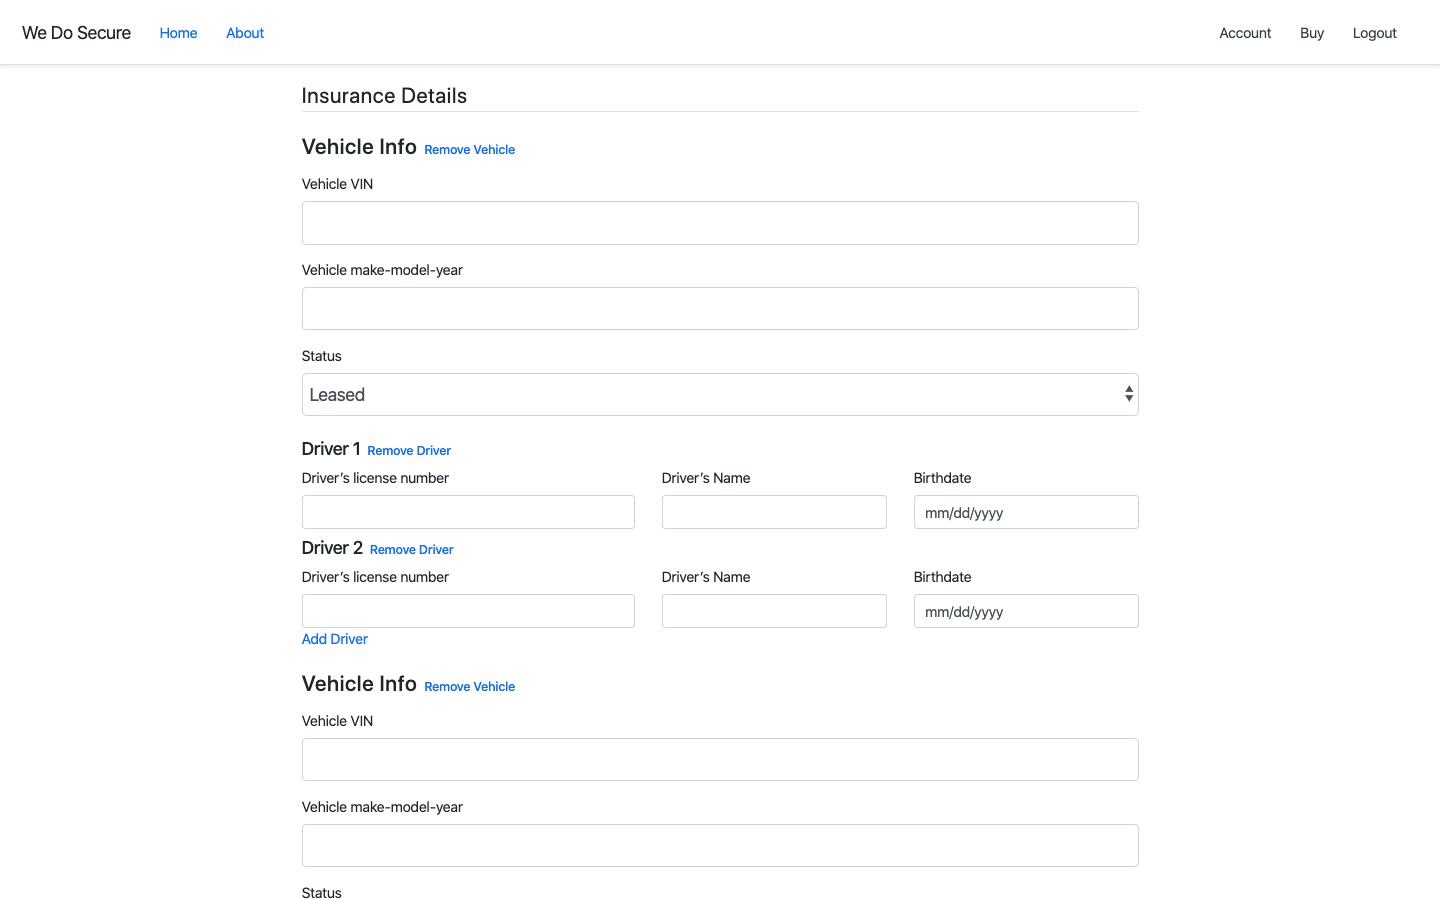 We Do Secure Home About Account Buy Logout
Insurance Details
Vehicle Info Remove Vehicle
Vehicle VIN
Vehicle make-model-year
Status
Leased
Driver 1 Remove Driver
Driver’s license number Driver’s Name Birthdate
mm/dd/yyyy
Driver 2 Remove Driver
Driver’s license number Driver’s Name Birthdate
mm/dd/yyyy
Add Driver
Vehicle Info Remove Vehicle
Vehicle VIN
Vehicle make-model-year
Status